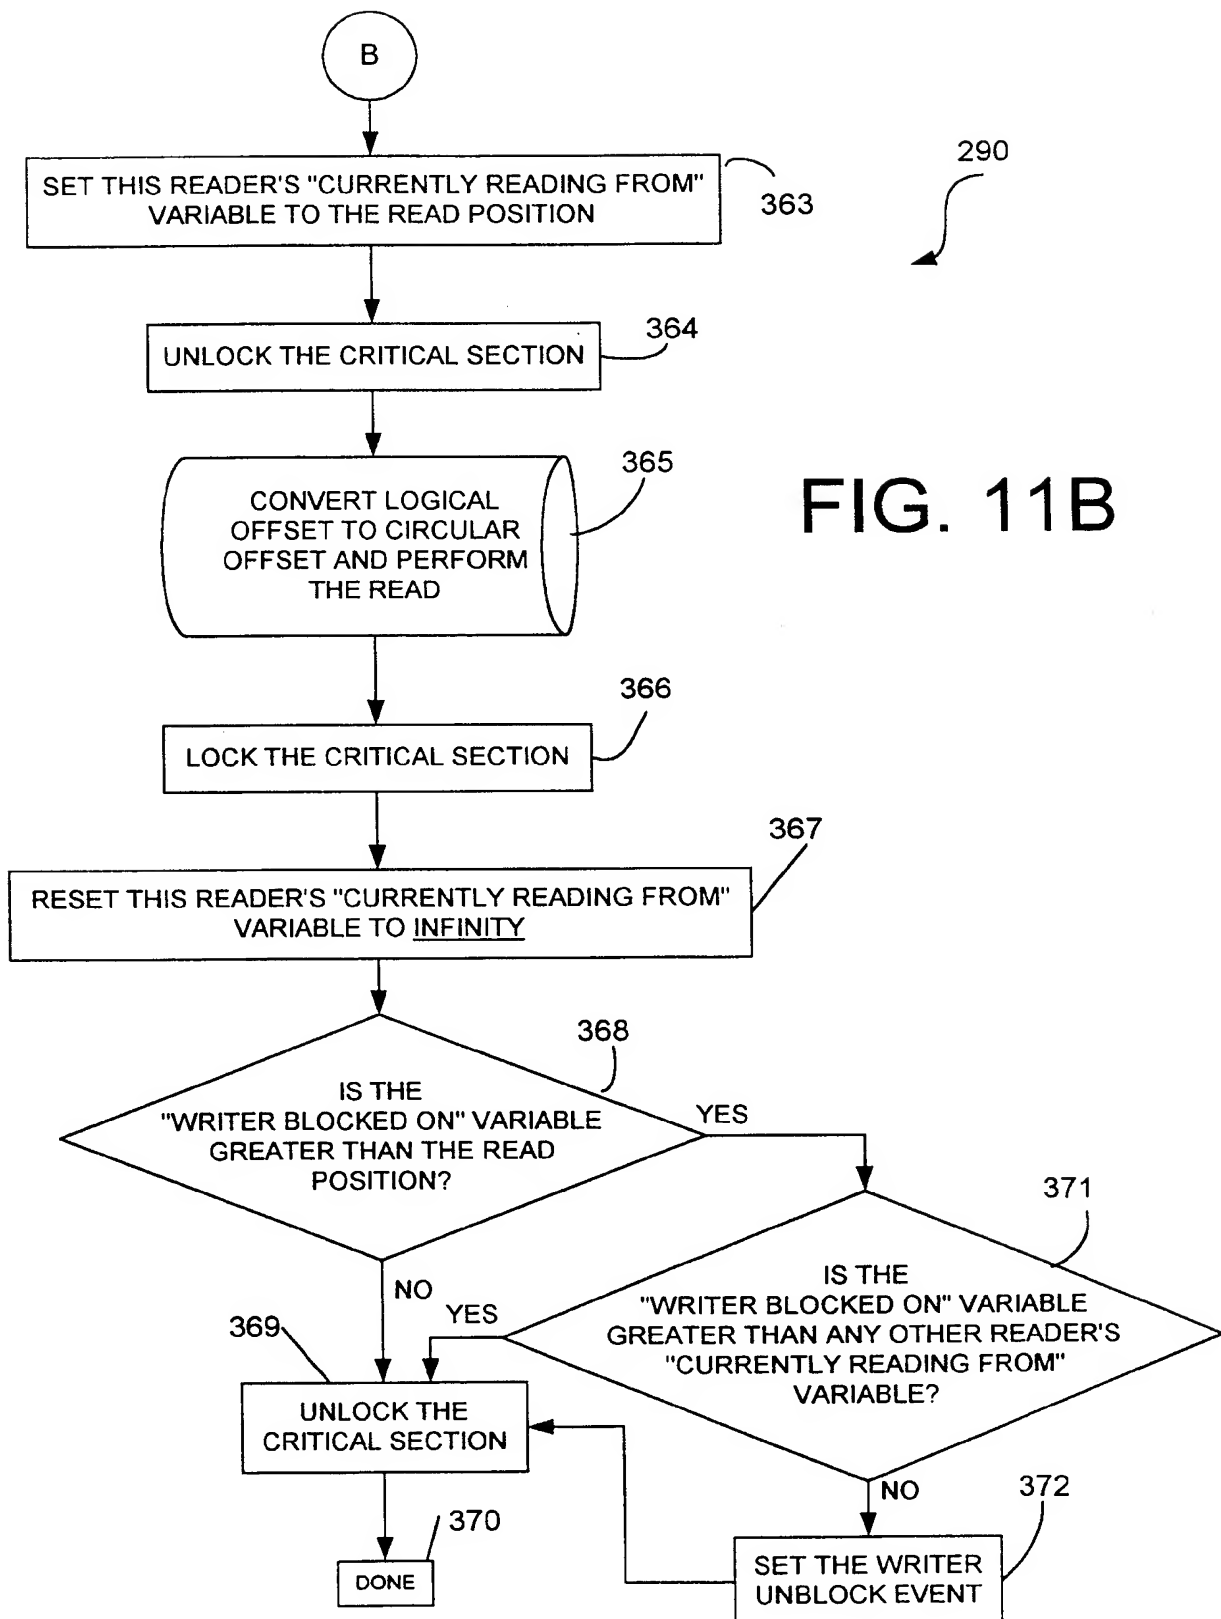 B
290
SET THIS READER'S "CURRENTLY READING FROM"
VARIABLE TO THE READ POSITION
363
UNLOCK THE CRITICAL SECTION
364
CONVERT LOGICAL
OFFSET TO CIRCULAR
OFFSET AND PERFORM
THE READ
365
FIG. 11B
LOCK THE CRITICAL SECTION
366
RESET THIS READER'S "CURRENTLY READING FROM"
VARIABLE TO INFINITY
367
IS THE
"WRITER BLOCKED ON" VARIABLE
GREATER THAN THE READ
POSITION?
368
YES
NO
371
IS THE
"WRITER BLOCKED ON" VARIABLE
GREATER THAN ANY OTHER READER'S
"CURRENTLY READING FROM"
VARIABLE?
YES
NO
369
UNLOCK THE
CRITICAL SECTION
370
DONE
372
SET THE WRITER
UNBLOCK EVENT